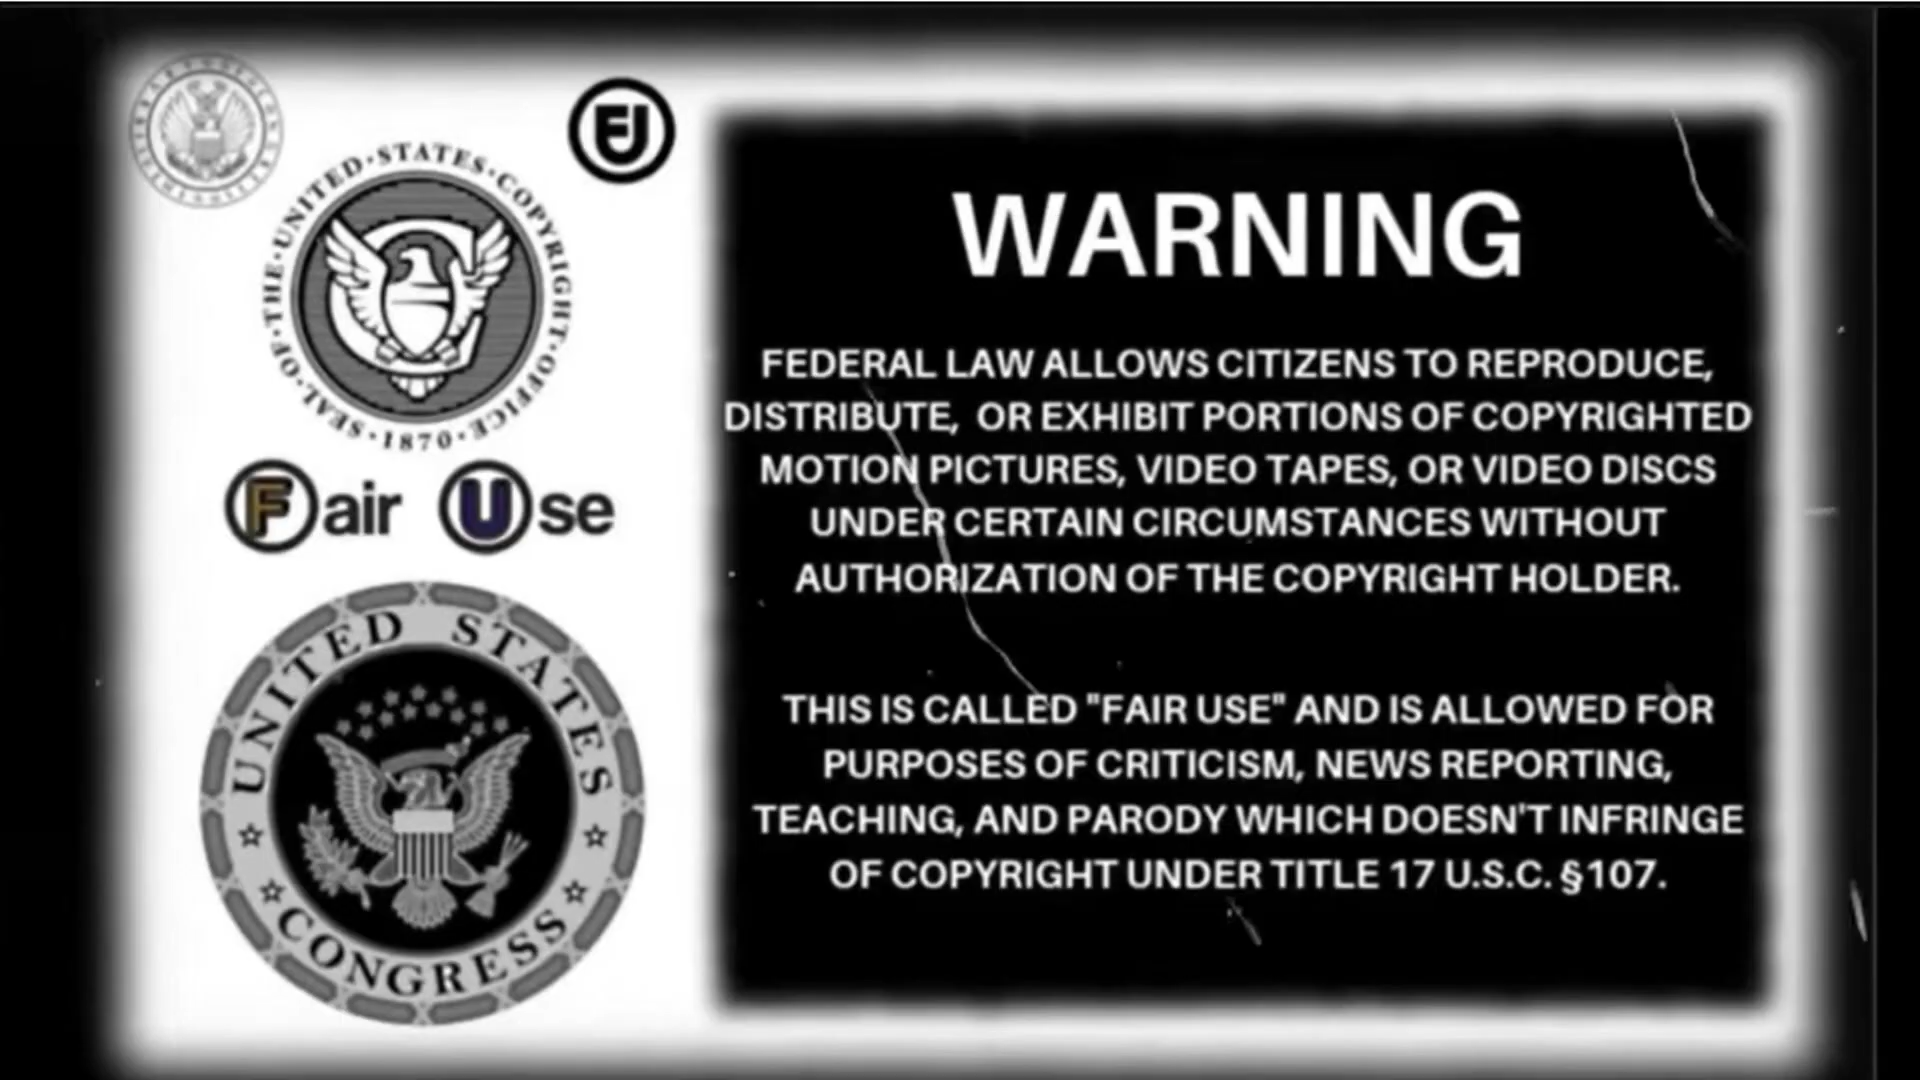 THE·UNITED·STATES·COPYRIGHT·OFFICE·
SEAL·OF·
·1870·
FU
Fair Use
UNITED STATES
CONGRESS
WARNING
FEDERAL LAW ALLOWS CITIZENS TO REPRODUCE,
DISTRIBUTE, OR EXHIBIT PORTIONS OF COPYRIGHTED
MOTION PICTURES, VIDEO TAPES, OR VIDEO DISCS
UNDER CERTAIN CIRCUMSTANCES WITHOUT
AUTHORIZATION OF THE COPYRIGHT HOLDER.
THIS IS CALLED "FAIR USE" AND IS ALLOWED FOR
PURPOSES OF CRITICISM, NEWS REPORTING,
TEACHING, AND PARODY WHICH DOESN'T INFRINGE
OF COPYRIGHT UNDER TITLE 17 U.S.C. §107.